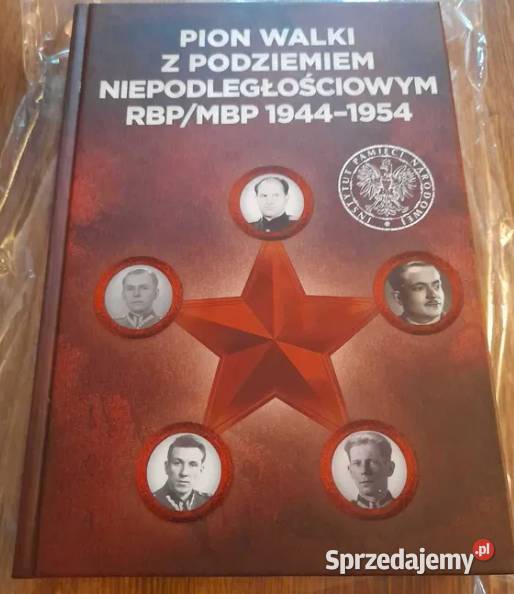 PION WALKI
Z PODZIEMIEM
NIEPODLEGŁOŚCIOWYM
RBP/MBP 1944–1954
INSTYTUT PAMIĘCI NARODOWEJ
Sprzedajemy.pl